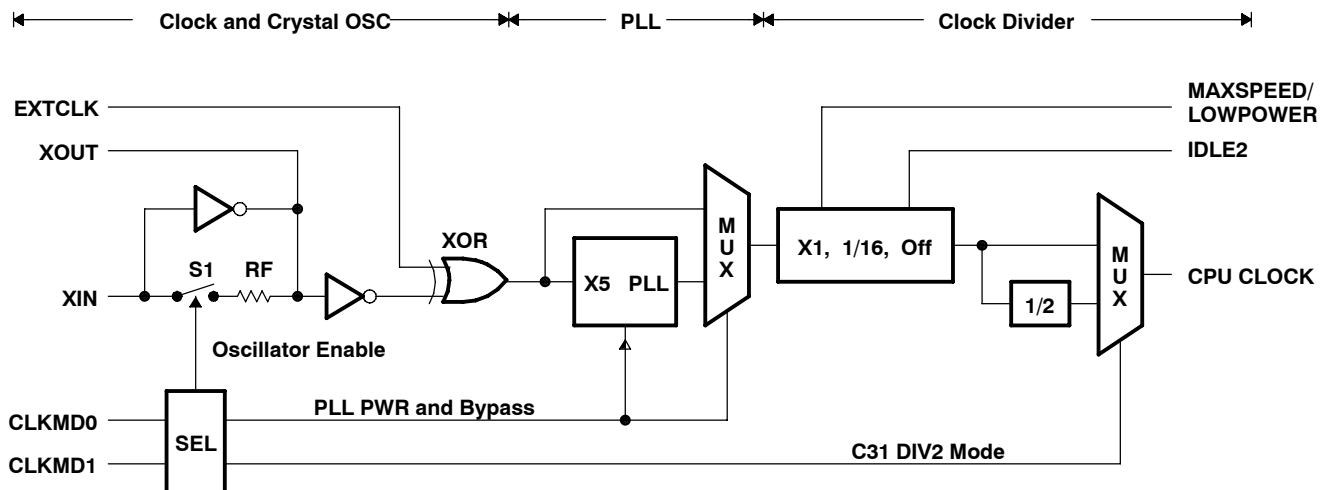 Clock and Crystal OSC
PLL
Clock Divider
EXTCLK
XOUT
XIN
S1
RF
XOR
Oscillator Enable
CLKMD0
CLKMD1
SEL
PLL PWR and Bypass
C31 DIV2 Mode
X5 PLL
M
U
X
X1, 1/16, Off
MAXSPEED/
LOWPOWER
IDLE2
1/2
M
U
X
CPU CLOCK